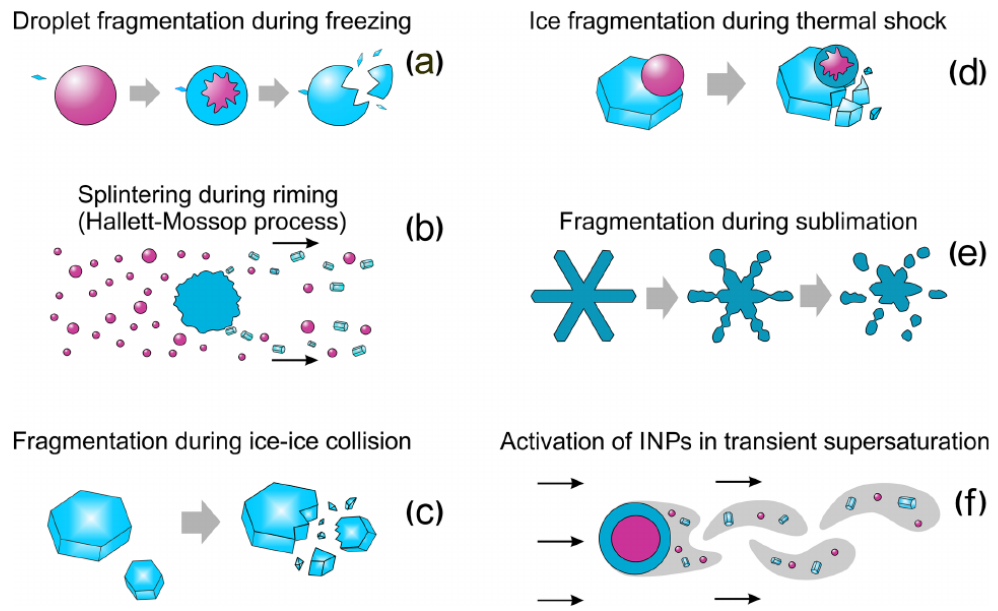 Droplet fragmentation during freezing
(a)
Ice fragmentation during thermal shock
(d)
Splintering during riming
(Hallett-Mossop process)
(b)
Fragmentation during sublimation
(e)
Fragmentation during ice-ice collision
(c)
Activation of INPs in transient supersaturation
(f)